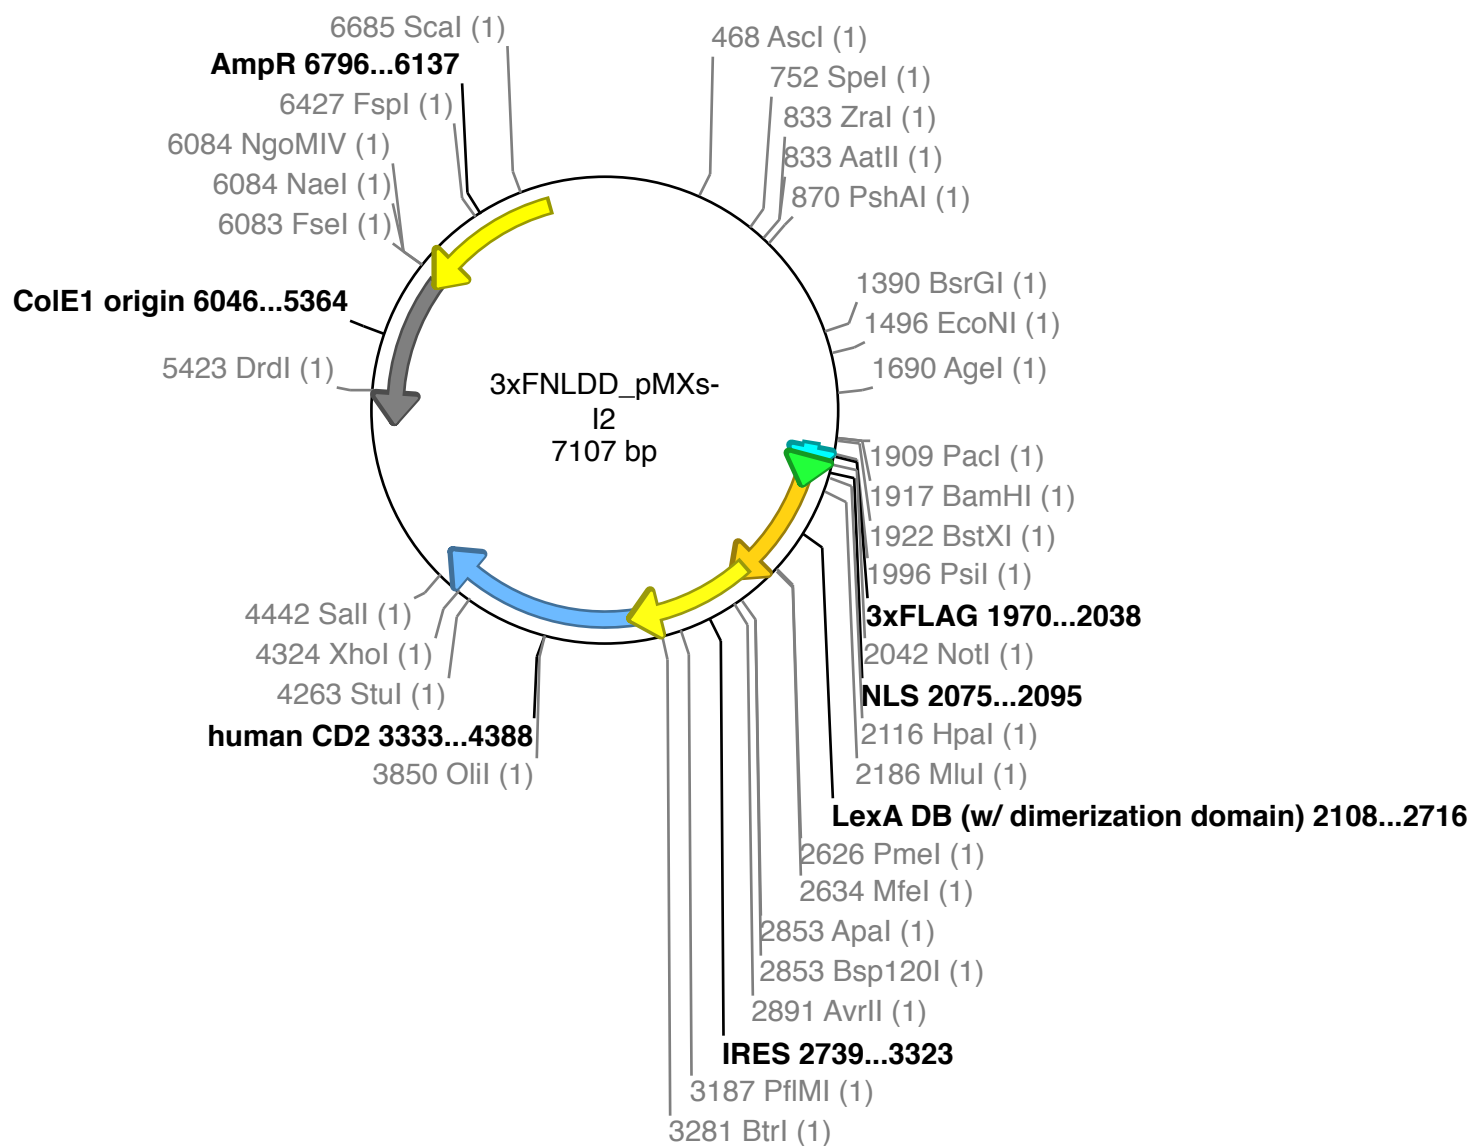 6685 ScaI (1)
AmpR 6796...6137
6427 FspI (1)
6084 NgoMIV (1)
6084 NaeI (1)
6083 FseI (1)
ColE1 origin 6046...5364
5423 DrdI (1)
468 AscI (1)
752 SpeI (1)
833 ZraI (1)
833 AatII (1)
870 PshAI (1)
1390 BsrGI (1)
1496 EcoNI (1)
1690 AgeI (1)
3xFNLDD_pMXs-
I2
7107 bp
1909 PacI (1)
1917 BamHI (1)
1922 BstXI (1)
1996 PsiI (1)
3xFLAG 1970...2038
2042 NotI (1)
NLS 2075...2095
2116 HpaI (1)
2186 MluI (1)
LexA DB (w/ dimerization domain) 2108...2716
2626 PmeI (1)
2634 MfeI (1)
2853 ApaI (1)
2853 Bsp120I (1)
2891 AvrII (1)
IRES 2739...3323
3187 PflMI (1)
3281 BtrI (1)
4442 SalI (1)
4324 XhoI (1)
4263 StuI (1)
human CD2 3333...4388
3850 OliI (1)